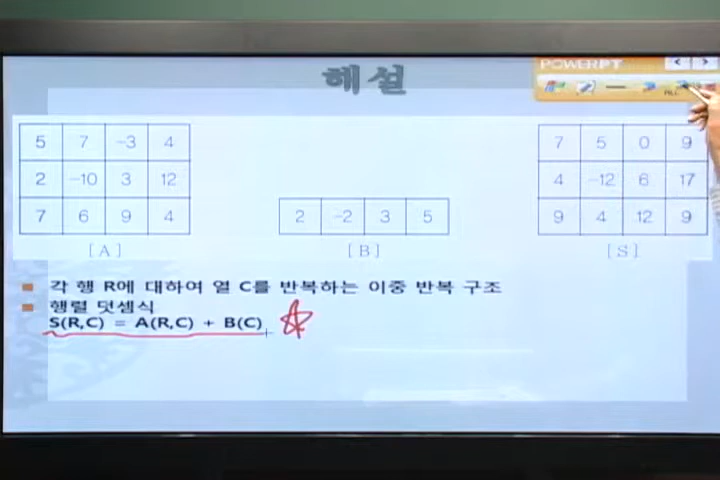 해설
POWERPT
5 7 -3 4
2 -10 3 12
7 6 9 4
[A]
2 -2 3 5
[B]
7 5 0 9
4 -12 6 17
9 4 12 9
[S]
각 행 R에 대하여 열 C를 반복하는 이중 반복 구조
행렬 덧셈식
S(R,C) = A(R,C) + B(C)